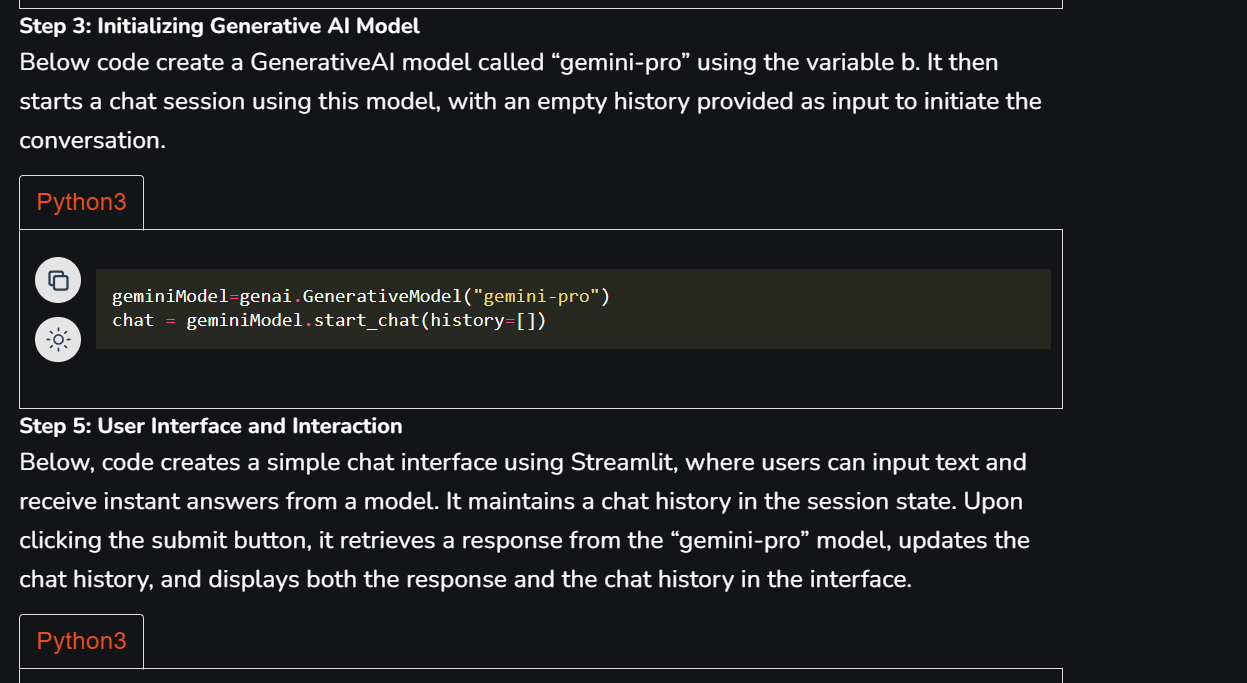 Step 3: Initializing Generative AI Model
Below code create a GenerativeAI model called “gemini-pro” using the variable b. It then
starts a chat session using this model, with an empty history provided as input to initiate the
conversation.
Python3
geminiModel=genai.GenerativeModel("gemini-pro")
chat = geminiModel.start_chat(history=[])
Step 5: User Interface and Interaction
Below, code creates a simple chat interface using Streamlit, where users can input text and
receive instant answers from a model. It maintains a chat history in the session state. Upon
clicking the submit button, it retrieves a response from the “gemini-pro” model, updates the
chat history, and displays both the response and the chat history in the interface.
Python3